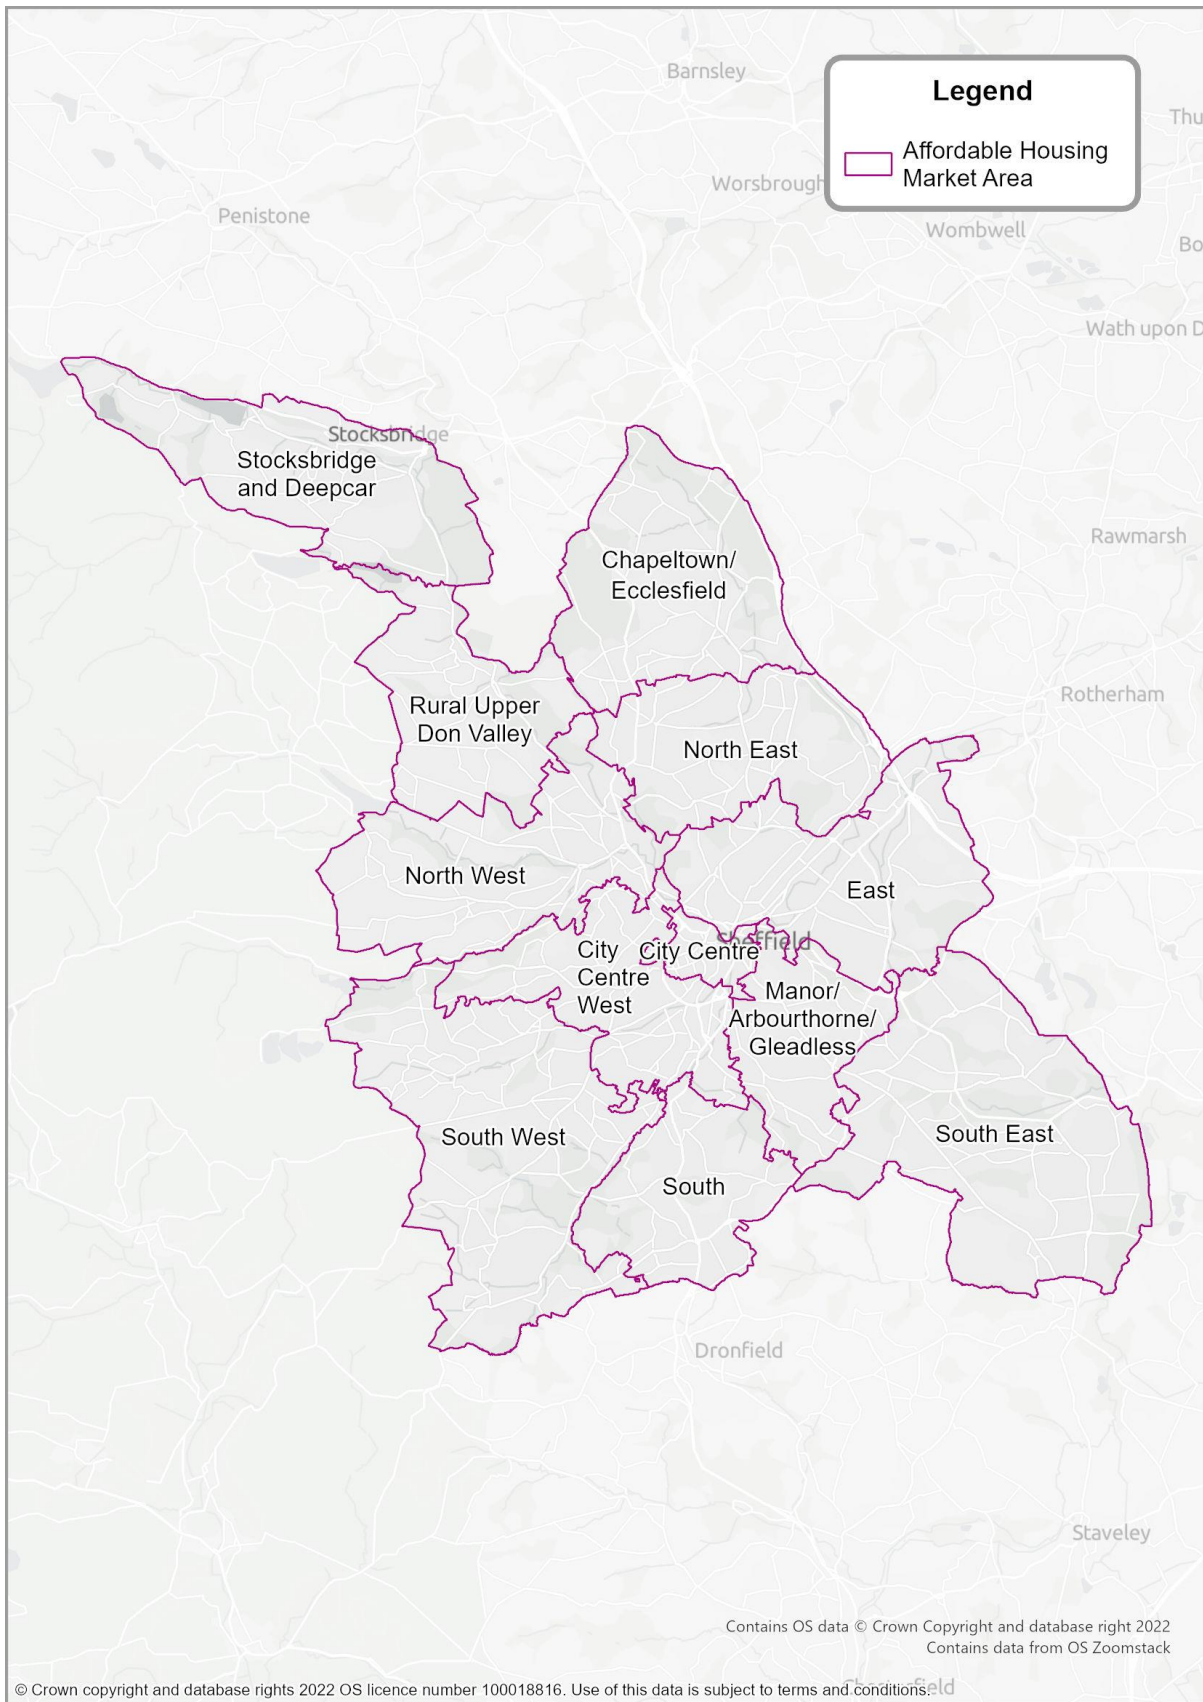 Barnsley
Legend
Affordable Housing
Market Area
Thu
Worsbrough
Penistone
Wombwell
Bo
Wath upon D
Stocksbridge
Stocksbridge
and Deepcar
Rawmarsh
Chapeltown/
Ecclesfield
Rotherham
Rural Upper
Don Valley
North East
North West
East
Sheffield
City Centre
City
Centre
West
Manor/
Arbourthorne/
Gleadless
South West
South East
South
Dronfield
Staveley
Contains OS data © Crown Copyright and database right 2022
Contains data from OS Zoomstack
Chesterfield
© Crown copyright and database rights 2022 OS licence number 100018816. Use of this data is subject to terms and conditions.